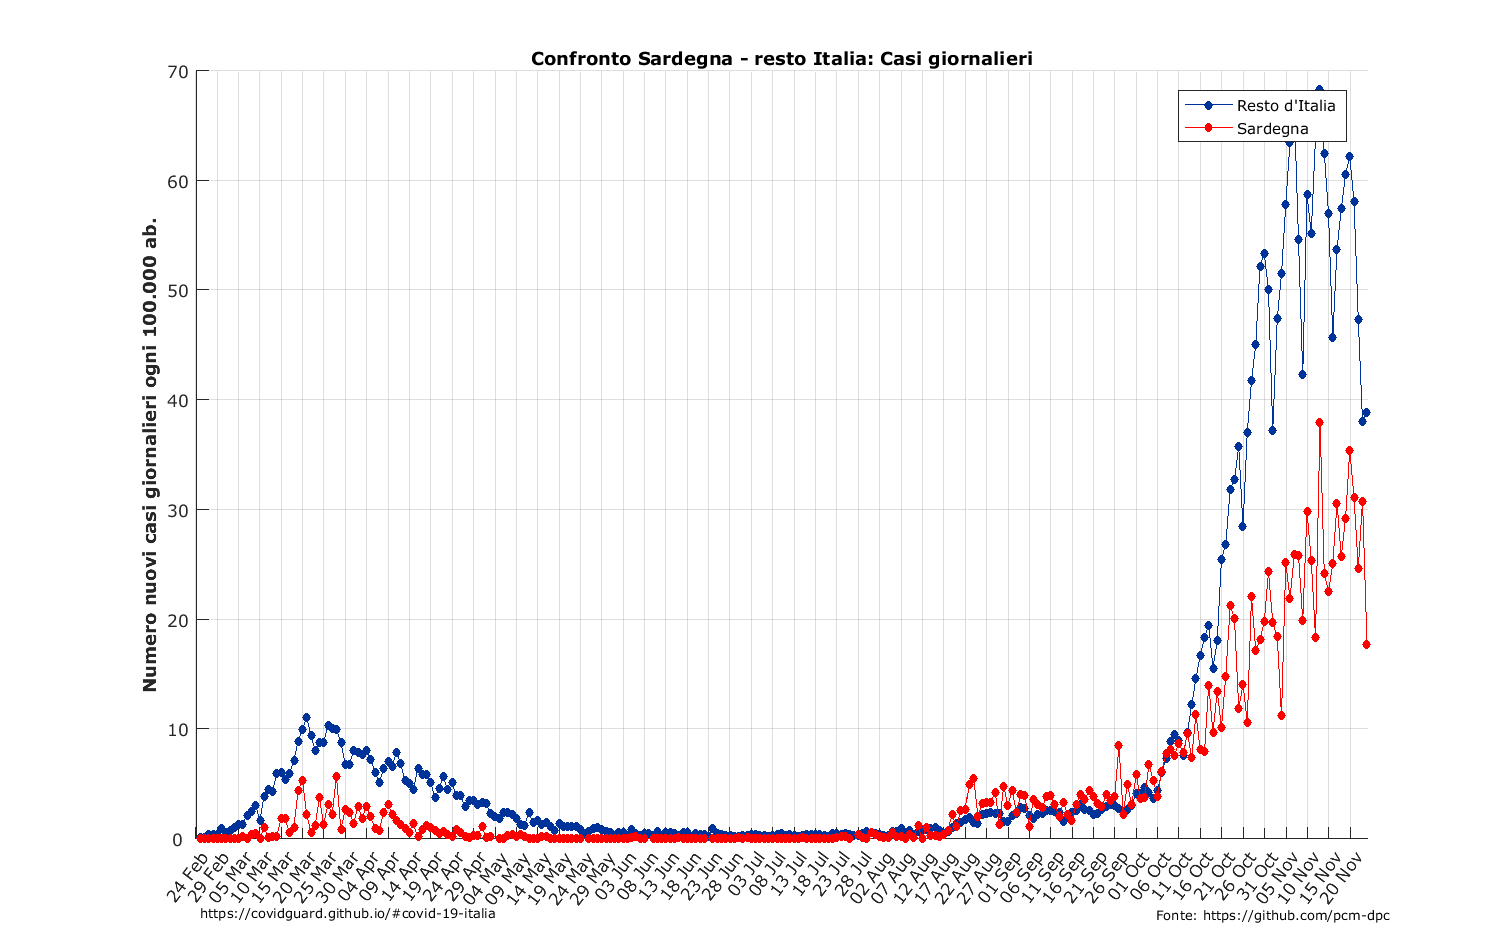 Confronto Sardegna - resto Italia: Casi giornalieri
Numero nuovi casi giornalieri ogni 100.000 ab.
70
60
50
40
30
20
10
0
Resto d'Italia
Sardegna
24 Feb
29 Feb
05 Mar
10 Mar
15 Mar
20 Mar
25 Mar
30 Mar
04 Apr
09 Apr
14 Apr
19 Apr
24 Apr
29 Apr
04 May
09 May
14 May
19 May
24 May
29 May
03 Jun
08 Jun
13 Jun
18 Jun
23 Jun
28 Jun
03 Jul
08 Jul
13 Jul
18 Jul
23 Jul
28 Jul
02 Aug
07 Aug
12 Aug
17 Aug
22 Aug
27 Aug
01 Sep
06 Sep
11 Sep
16 Sep
21 Sep
26 Sep
01 Oct
06 Oct
11 Oct
16 Oct
21 Oct
26 Oct
31 Oct
05 Nov
10 Nov
15 Nov
20 Nov
https://covidguard.github.io/#covid-19-italia
Fonte: https://github.com/pcm-dpc